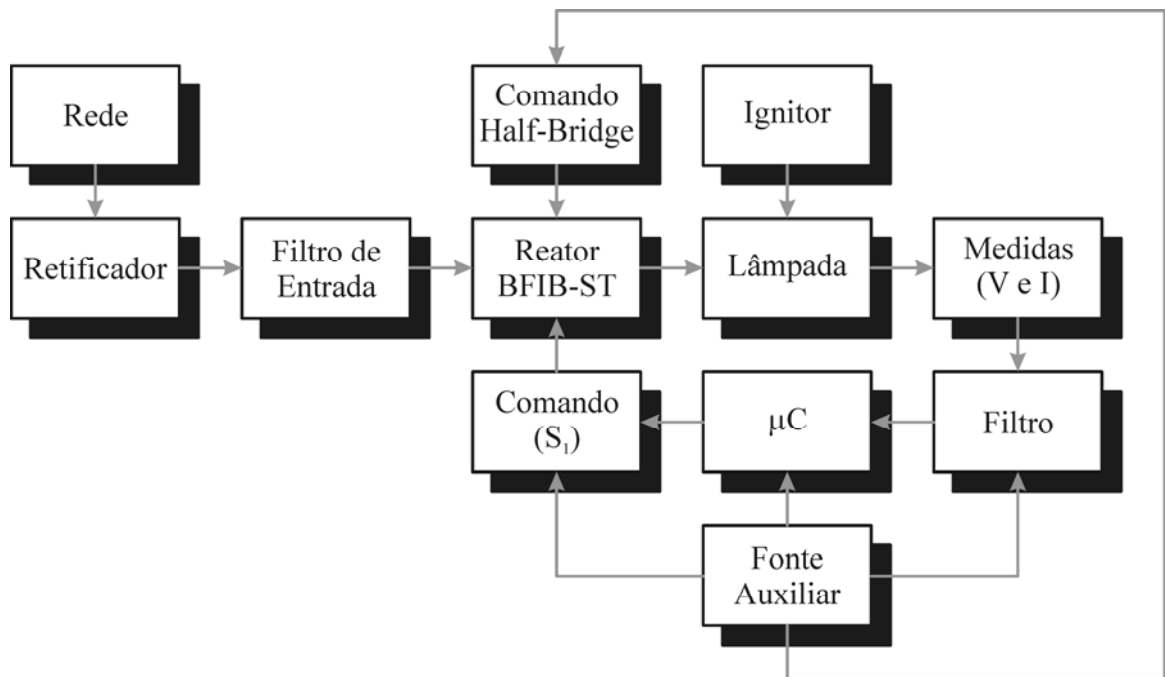 Rede
Comando
Half-Bridge
Ignitor
Retificador
Filtro de
Entrada
Reator
BFIB-ST
Lâmpada
Medidas
(V e I)
Comando
(S₁)
µC
Filtro
Fonte
Auxiliar